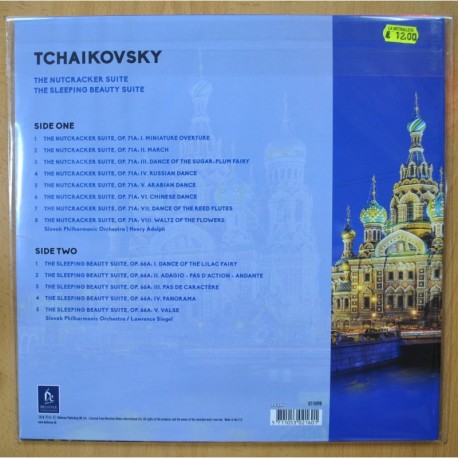 € 12,00
TCHAIKOVSKY
THE NUTCRACKER SUITE
THE SLEEPING BEAUTY SUITE
SIDE ONE
1 THE NUTCRACKER SUITE, OP. 71A: I. MINIATURE OVERTURE
2 THE NUTCRACKER SUITE, OP. 71A: II. MARCH
3 THE NUTCRACKER SUITE, OP. 71A: III. DANCE OF THE SUGAR-PLUM FAIRY
4 THE NUTCRACKER SUITE, OP. 71A: IV. RUSSIAN DANCE
5 THE NUTCRACKER SUITE, OP. 71A: V. ARABIAN DANCE
6 THE NUTCRACKER SUITE, OP. 71A: VI. CHINESE DANCE
7 THE NUTCRACKER SUITE, OP. 71A: VII. DANCE OF THE REED FLUTES
8 THE NUTCRACKER SUITE, OP. 71A: VIII. WALTZ OF THE FLOWERS
Slovak Philharmonic Orchestra | Henry Adolph
SIDE TWO
1 THE SLEEPING BEAUTY SUITE, OP. 66A: I. DANCE OF THE LILAC FAIRY
2 THE SLEEPING BEAUTY SUITE, OP. 66A: II. ADAGIO - PAS D'ACTION - ANDANTE
3 THE SLEEPING BEAUTY SUITE, OP. 66A: III. PAS DE CARACTÈRE
4 THE SLEEPING BEAUTY SUITE, OP. 66A: IV. PANORAMA
5 THE SLEEPING BEAUTY SUITE, OP. 66A: V. VALSE
Slovak Philharmonic Orchestra / Lawrence Siegel